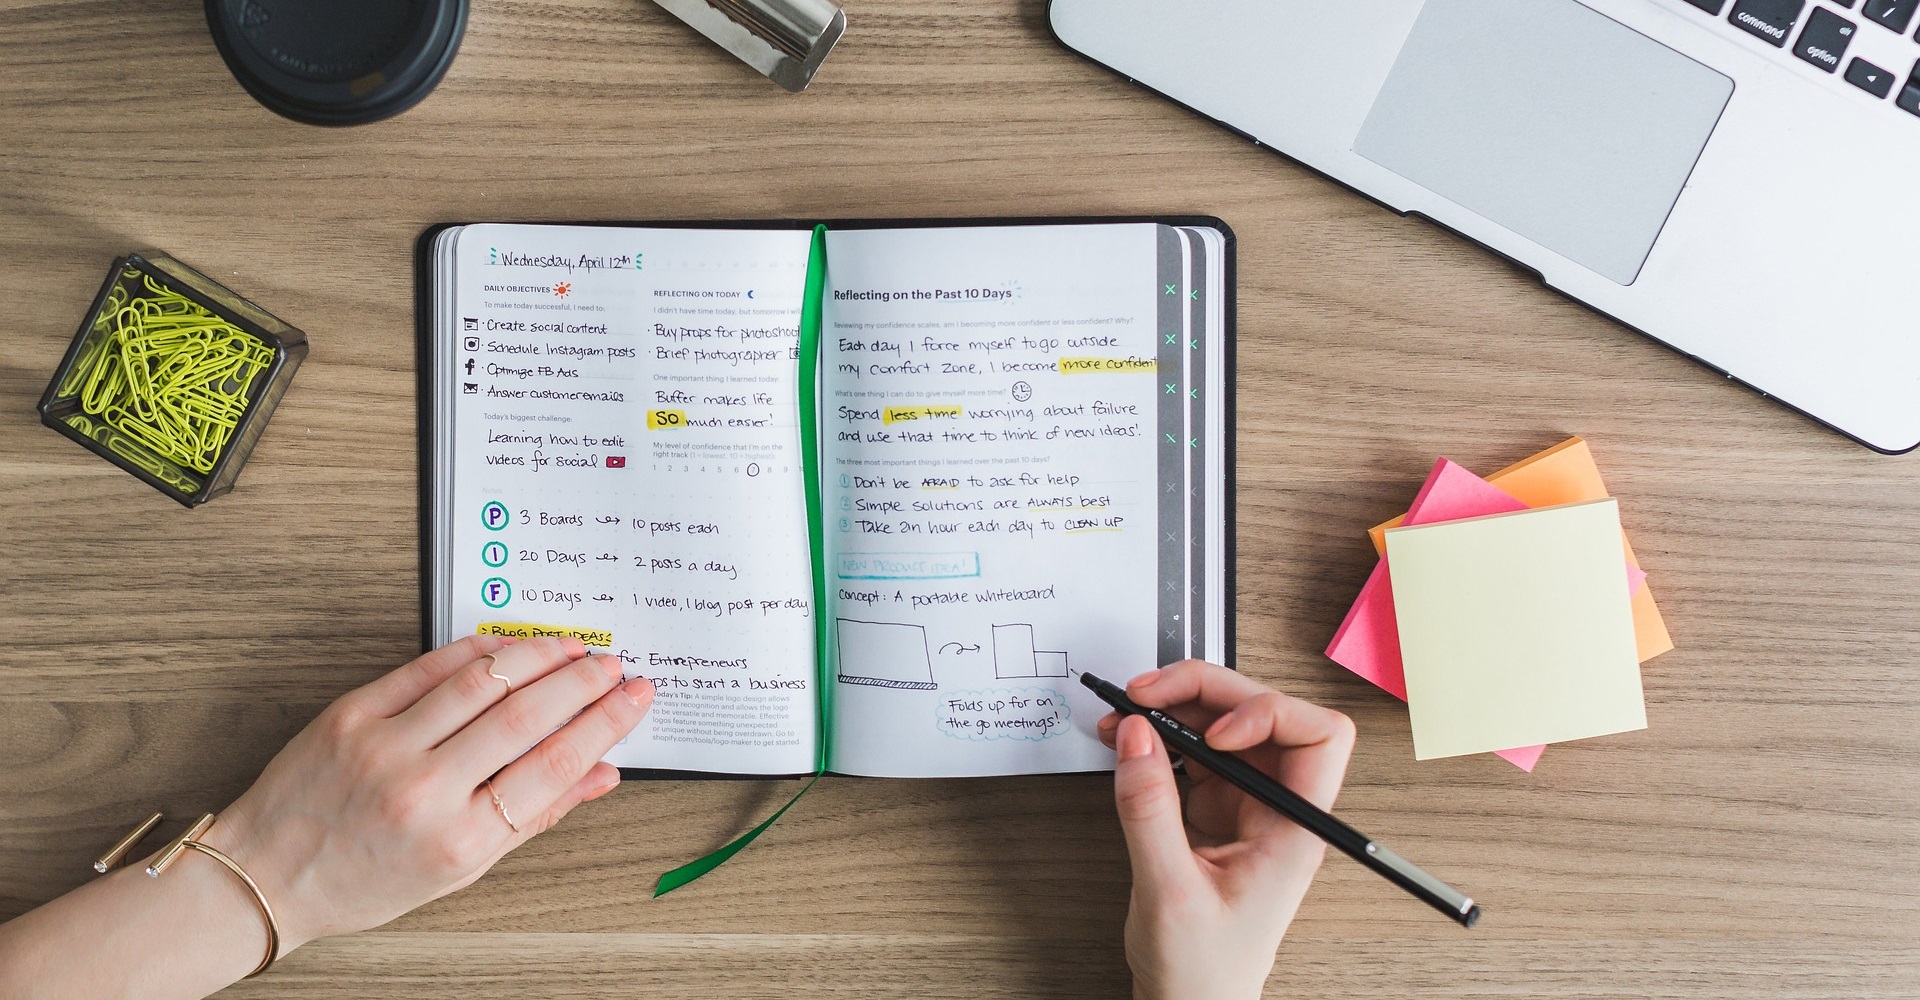 Wednesday, April 12th
DAILY OBJECTIVES
To make today successful, I need to:
Create social content
Schedule Instagram posts
Optimize FB Ads
Answer customer emails
Today's biggest challenge:
Learning how to edit
videos for social
REFLECTING ON TODAY
I didn't have time today, but tomorrow I will
Buy props for photoshoot
Brief photographer
One important thing I learned today:
Buffer makes life
SO much easier!
My level of confidence that I'm on the
right track (1 = lowest, 10 = highest):
1 2 3 4 5 6 7 8 9
Notes
P 3 Boards 10 posts each
I 20 Days 2 posts a day
F 10 Days 1 video, 1 blog post per day
BLOG POST IDEAS
for Entrepreneurs
to start a business
Today's Tip: A simple logo design allows
for easy recognition and allows the logo
to be versatile and memorable. Effective
logos feature something unexpected
or unique without being overdrawn. Go to
shopify.com/tools/logo-maker to get started
Reflecting on the Past 10 Days
Reviewing my confidence scales, am I becoming more confident or less confident? Why?
Each day I force myself to go outside
my comfort zone, I become more confident
What's one thing I can do to give myself more time?
Spend less time worrying about failure
and use that time to think of new ideas!
The three most important things I learned over the past 10 days?
1 Don't be AFRAID to ask for help
2 Simple solutions are ALWAYS best
3 Take an hour each day to CLEAN UP
NEW PRODUCT IDEA!
Concept: A portable whiteboard
Folds up for on
the go meetings!
command
alt
option